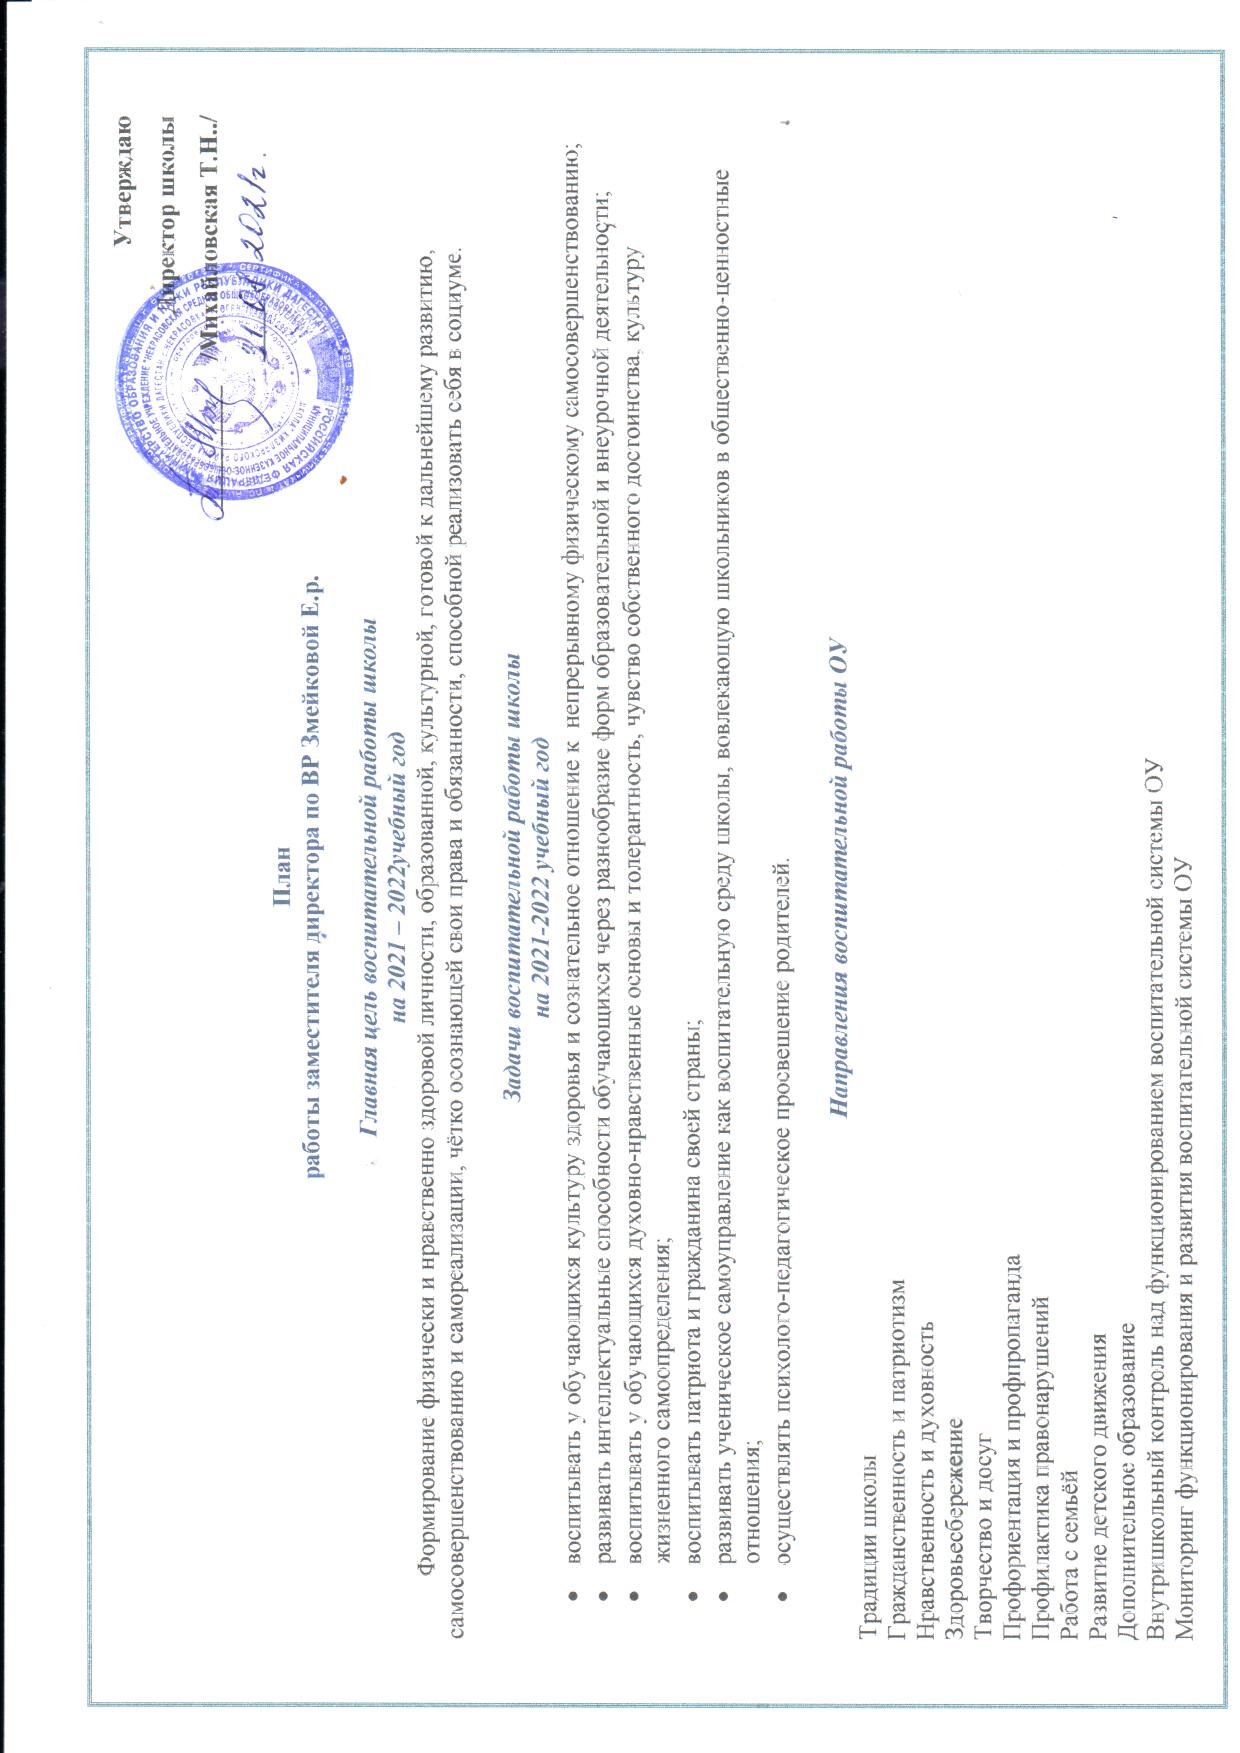 Утверждаю
Директор школы
/Михайловская Т.Н../
2021г.
План
работы заместителя директора по ВР Змейковой Е.р.
Главная цель воспитательной работы школы
на 2021 – 2022учебный год
Формирование физически и нравственно здоровой личности, образованной, культурной, готовой к дальнейшему развитию,
самосовершенствованию и самореализации, чётко осознающей свои права и обязанности, способной реализовать себя в социуме.
Задачи воспитательной работы школы
на 2021-2022 учебный год
• воспитывать у обучающихся культуру здоровья и сознательное отношение к непрерывному физическому самосовершенствованию;
• развивать интеллектуальные способности обучающихся через разнообразие форм образовательной и внеурочной деятельности;
• воспитывать у обучающихся духовно-нравственные основы и толерантность, чувство собственного достоинства, культуру
жизненного самоопределения;
• воспитывать патриота и гражданина своей страны;
• развивать ученическое самоуправление как воспитательную среду школы, вовлекающую школьников в общественно-ценностные
отношения;
• осуществлять психолого-педагогическое просвещение родителей.
Направления воспитательной работы ОУ
Традиции школы
Гражданственность и патриотизм
Нравственность и духовность
Здоровьесбережение
Творчество и досуг
Профориентация и профпропаганда
Профилактика правонарушений
Работа с семьёй
Развитие детского движения
Дополнительное образование
Внутришкольный контроль над функционированием воспитательной системы ОУ
Мониторинг функционирования и развития воспитательной системы ОУ